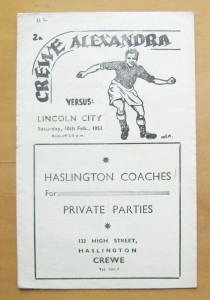 2D.
CREWE ALEXANDRA
VERSUS:
LINCOLN CITY
Saturday, 10th Feb., 1951
HASLINGTON COACHES
For
PRIVATE PARTIES
133 HIGH STREET,
HASLINGTON
CREWE